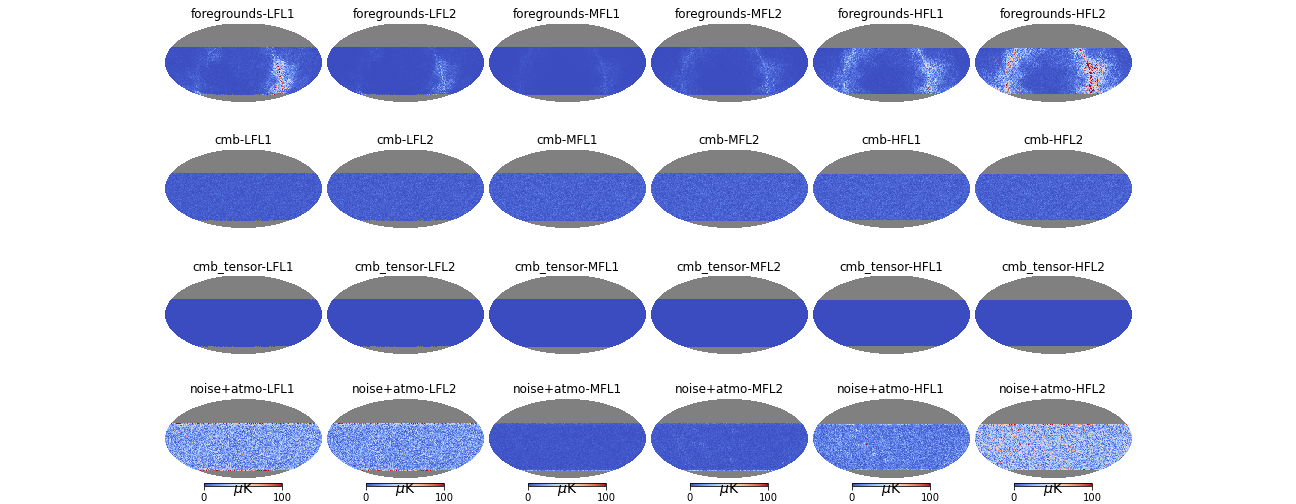 foregrounds-LFL1 foregrounds-LFL2 foregrounds-MFL1 foregrounds-MFL2 foregrounds-HFL1 foregrounds-HFL2
cmb-LFL1 cmb-LFL2 cmb-MFL1 cmb-MFL2 cmb-HFL1 cmb-HFL2
cmb_tensor-LFL1 cmb_tensor-LFL2 cmb_tensor-MFL1 cmb_tensor-MFL2 cmb_tensor-HFL1 cmb_tensor-HFL2
noise+atmo-LFL1 noise+atmo-LFL2 noise+atmo-MFL1 noise+atmo-MFL2 noise+atmo-HFL1 noise+atmo-HFL2
μK μK μK μK μK μK
0 100 0 100 0 100 0 100 0 100 0 100